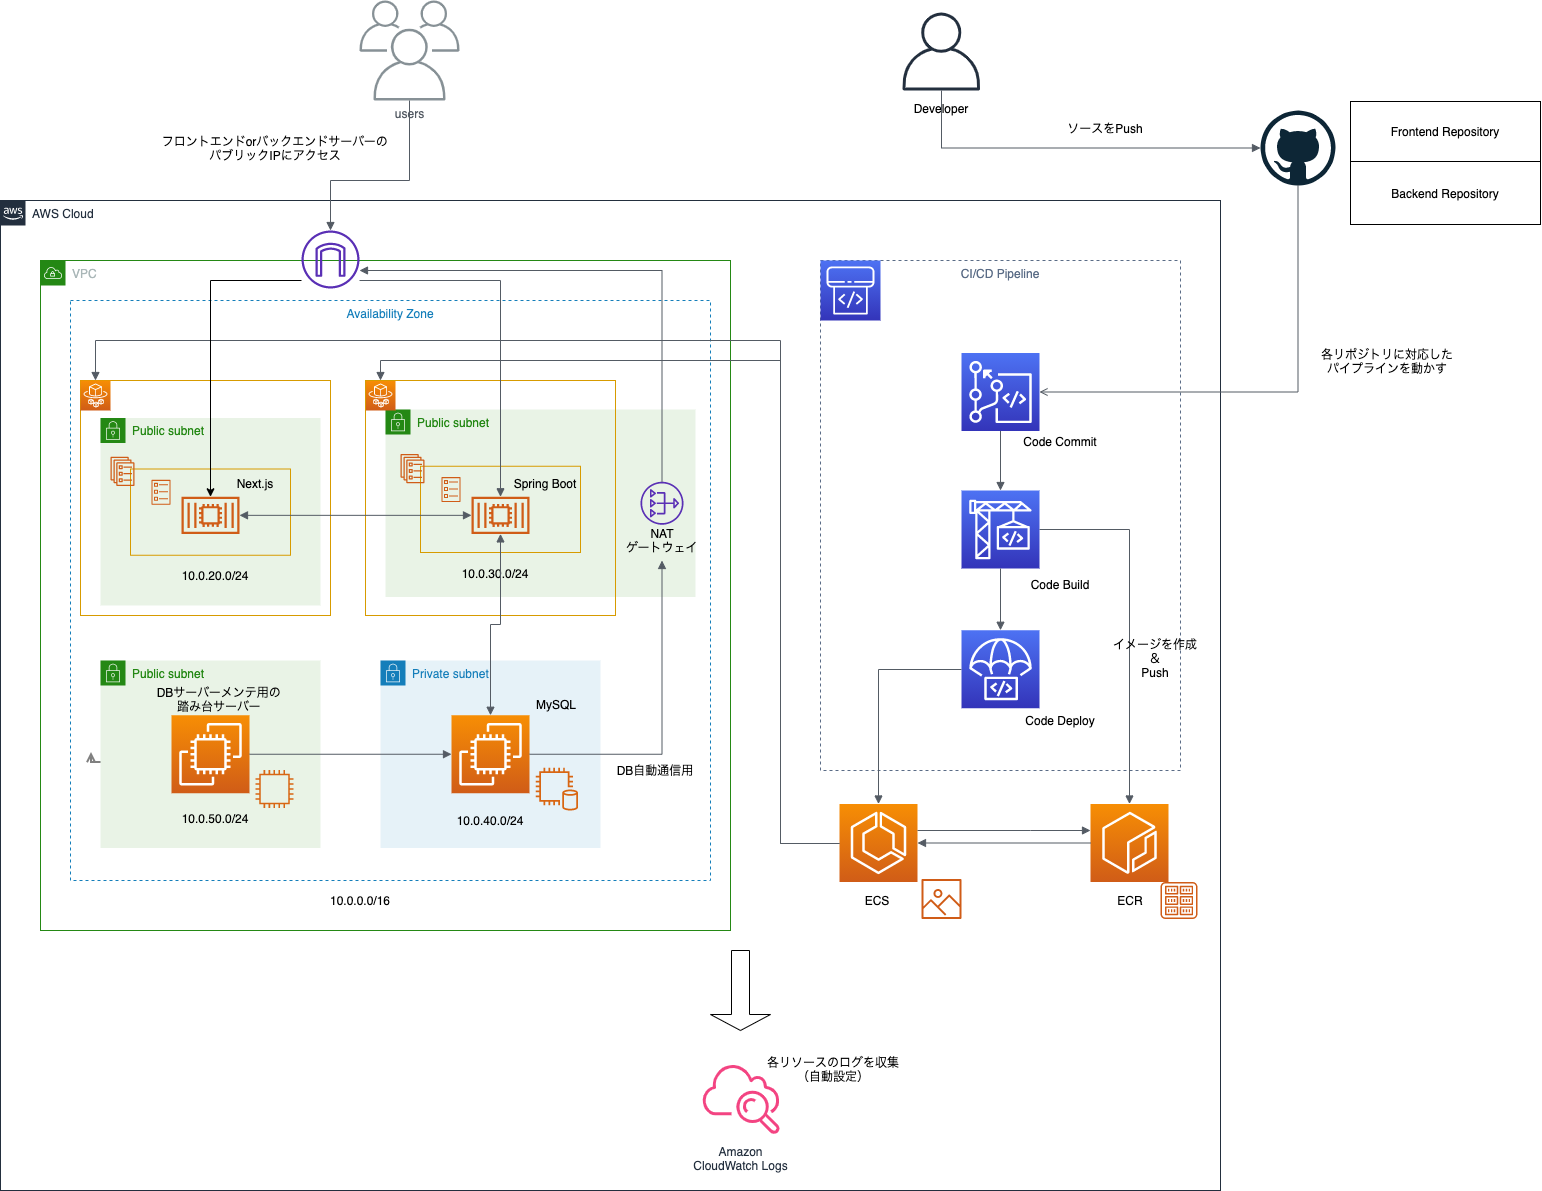 users
Developer
フロントエンドorバックエンドサーバーの
パブリックIPにアクセス
ソースをPush
Frontend Repository
Backend Repository
aws
AWS Cloud
VPC
CI/CD Pipeline
Availability Zone
各リポジトリに対応した
パイプラインを動かす
Public subnet
Public subnet
Code Commit
Next.js
Spring Boot
NAT
ゲートウェイ
10.0.20.0/24
10.0.30.0/24
Code Build
イメージを作成
&
Push
Public subnet
Private subnet
DBサーバーメンテ用の
踏み台サーバー
MySQL
Code Deploy
DB自動通信用
10.0.50.0/24
10.0.40.0/24
10.0.0.0/16
ECS
ECR
各リソースのログを収集
（自動設定）
Amazon
CloudWatch Logs